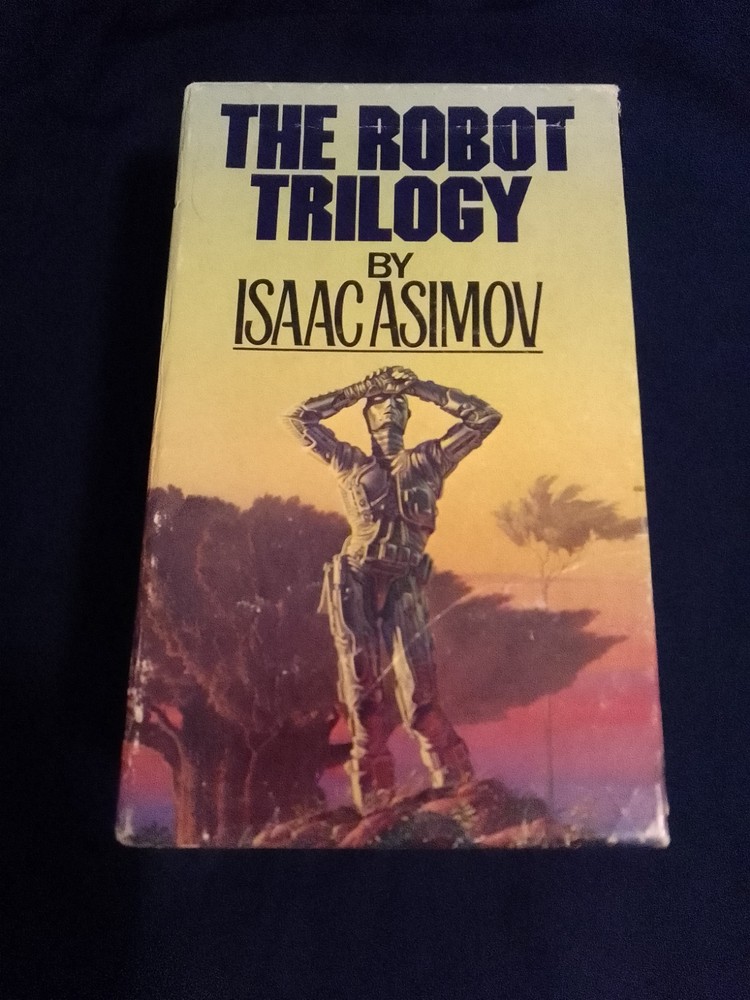 THE ROBOT
TRILOGY
BY
ISAAC ASIMOV